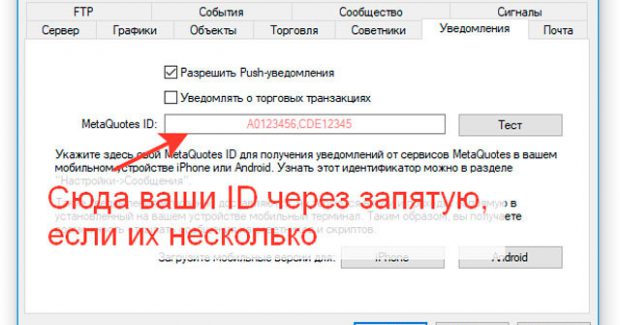 FTP События Сообщество Сигналы
Сервер Графики Объекты Торговля Советники Уведомления Почта
Разрешить Push-уведомления
Уведомлять о торговых транзакциях
MetaQuotes ID: A0123456,CDE12345 Тест
Укажите здесь свой MetaQuotes ID для получения уведомлений от сервисов MetaQuotes в вашем
мобильном устройстве iPhone или Android. Узнать этот идентификатор можно в разделе
"Настройки->Сообщения".
Сюда ваши ID через запятую,
если их несколько
установленный на вашем устройстве мобильный терминал. Таким образом, вы получаете
Загрузите мобильные версии для: iPhone Android